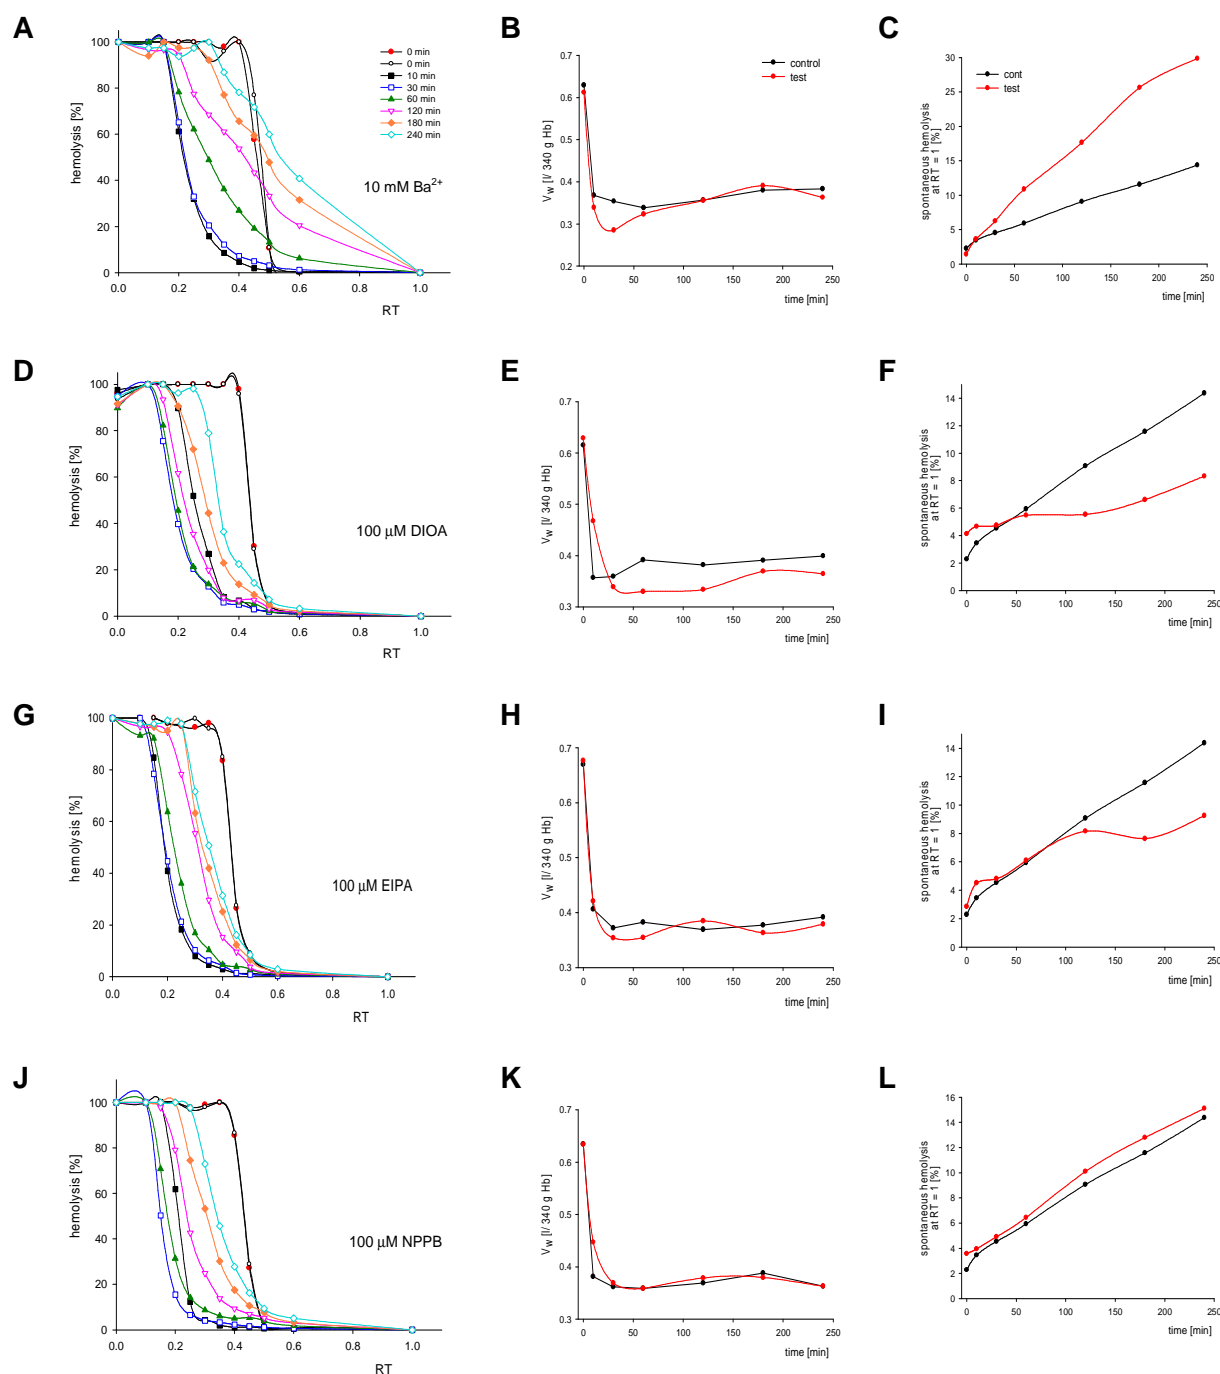 A
hemolysis [%]
100
80
60
40
20
0
0.0 0.2 0.4 0.6 0.8 1.0
RT
0 min
0 min
10 min
30 min
60 min
120 min
180 min
240 min
10 mM Ba²⁺
B
V_w [l/ 340 g Hb]
0.7
0.6
0.5
0.4
0.3
0.2
0 50 100 150 200 250
time [min]
control
test
C
spontaneous hemolysis
at RT = 1 [%]
30
25
20
15
10
5
0
0 50 100 150 200 250
time [min]
cont
test
D
hemolysis [%]
100
80
60
40
20
0
0.0 0.2 0.4 0.6 0.8 1.0
RT
100 µM DIOA
E
V_w [l/ 340 g Hb]
0.7
0.6
0.5
0.4
0.3
0 50 100 150 200 250
time [min]
F
spontaneous hemolysis
at RT = 1 [%]
14
12
10
8
6
4
2
0
0 50 100 150 200 250
time [min]
G
hemolysis [%]
100
80
60
40
20
0
0.0 0.2 0.4 0.6 0.8 1.0
RT
100 µM EIPA
H
V_w [l/ 340 g Hb]
0.7
0.6
0.5
0.4
0.3
0 50 100 150 200 250
time [min]
I
spontaneous hemolysis
at RT = 1 [%]
14
12
10
8
6
4
2
0
0 50 100 150 200 250
time [min]
J
hemolysis [%]
100
80
60
40
20
0
0.0 0.2 0.4 0.6 0.8 1.0
RT
100 µM NPPB
K
V_w [l/ 340 g Hb]
0.7
0.6
0.5
0.4
0.3
0 50 100 150 200 250
time [min]
L
spontaneous hemolysis
at RT = 1 [%]
16
14
12
10
8
6
4
2
0
0 50 100 150 200 250
time [min]